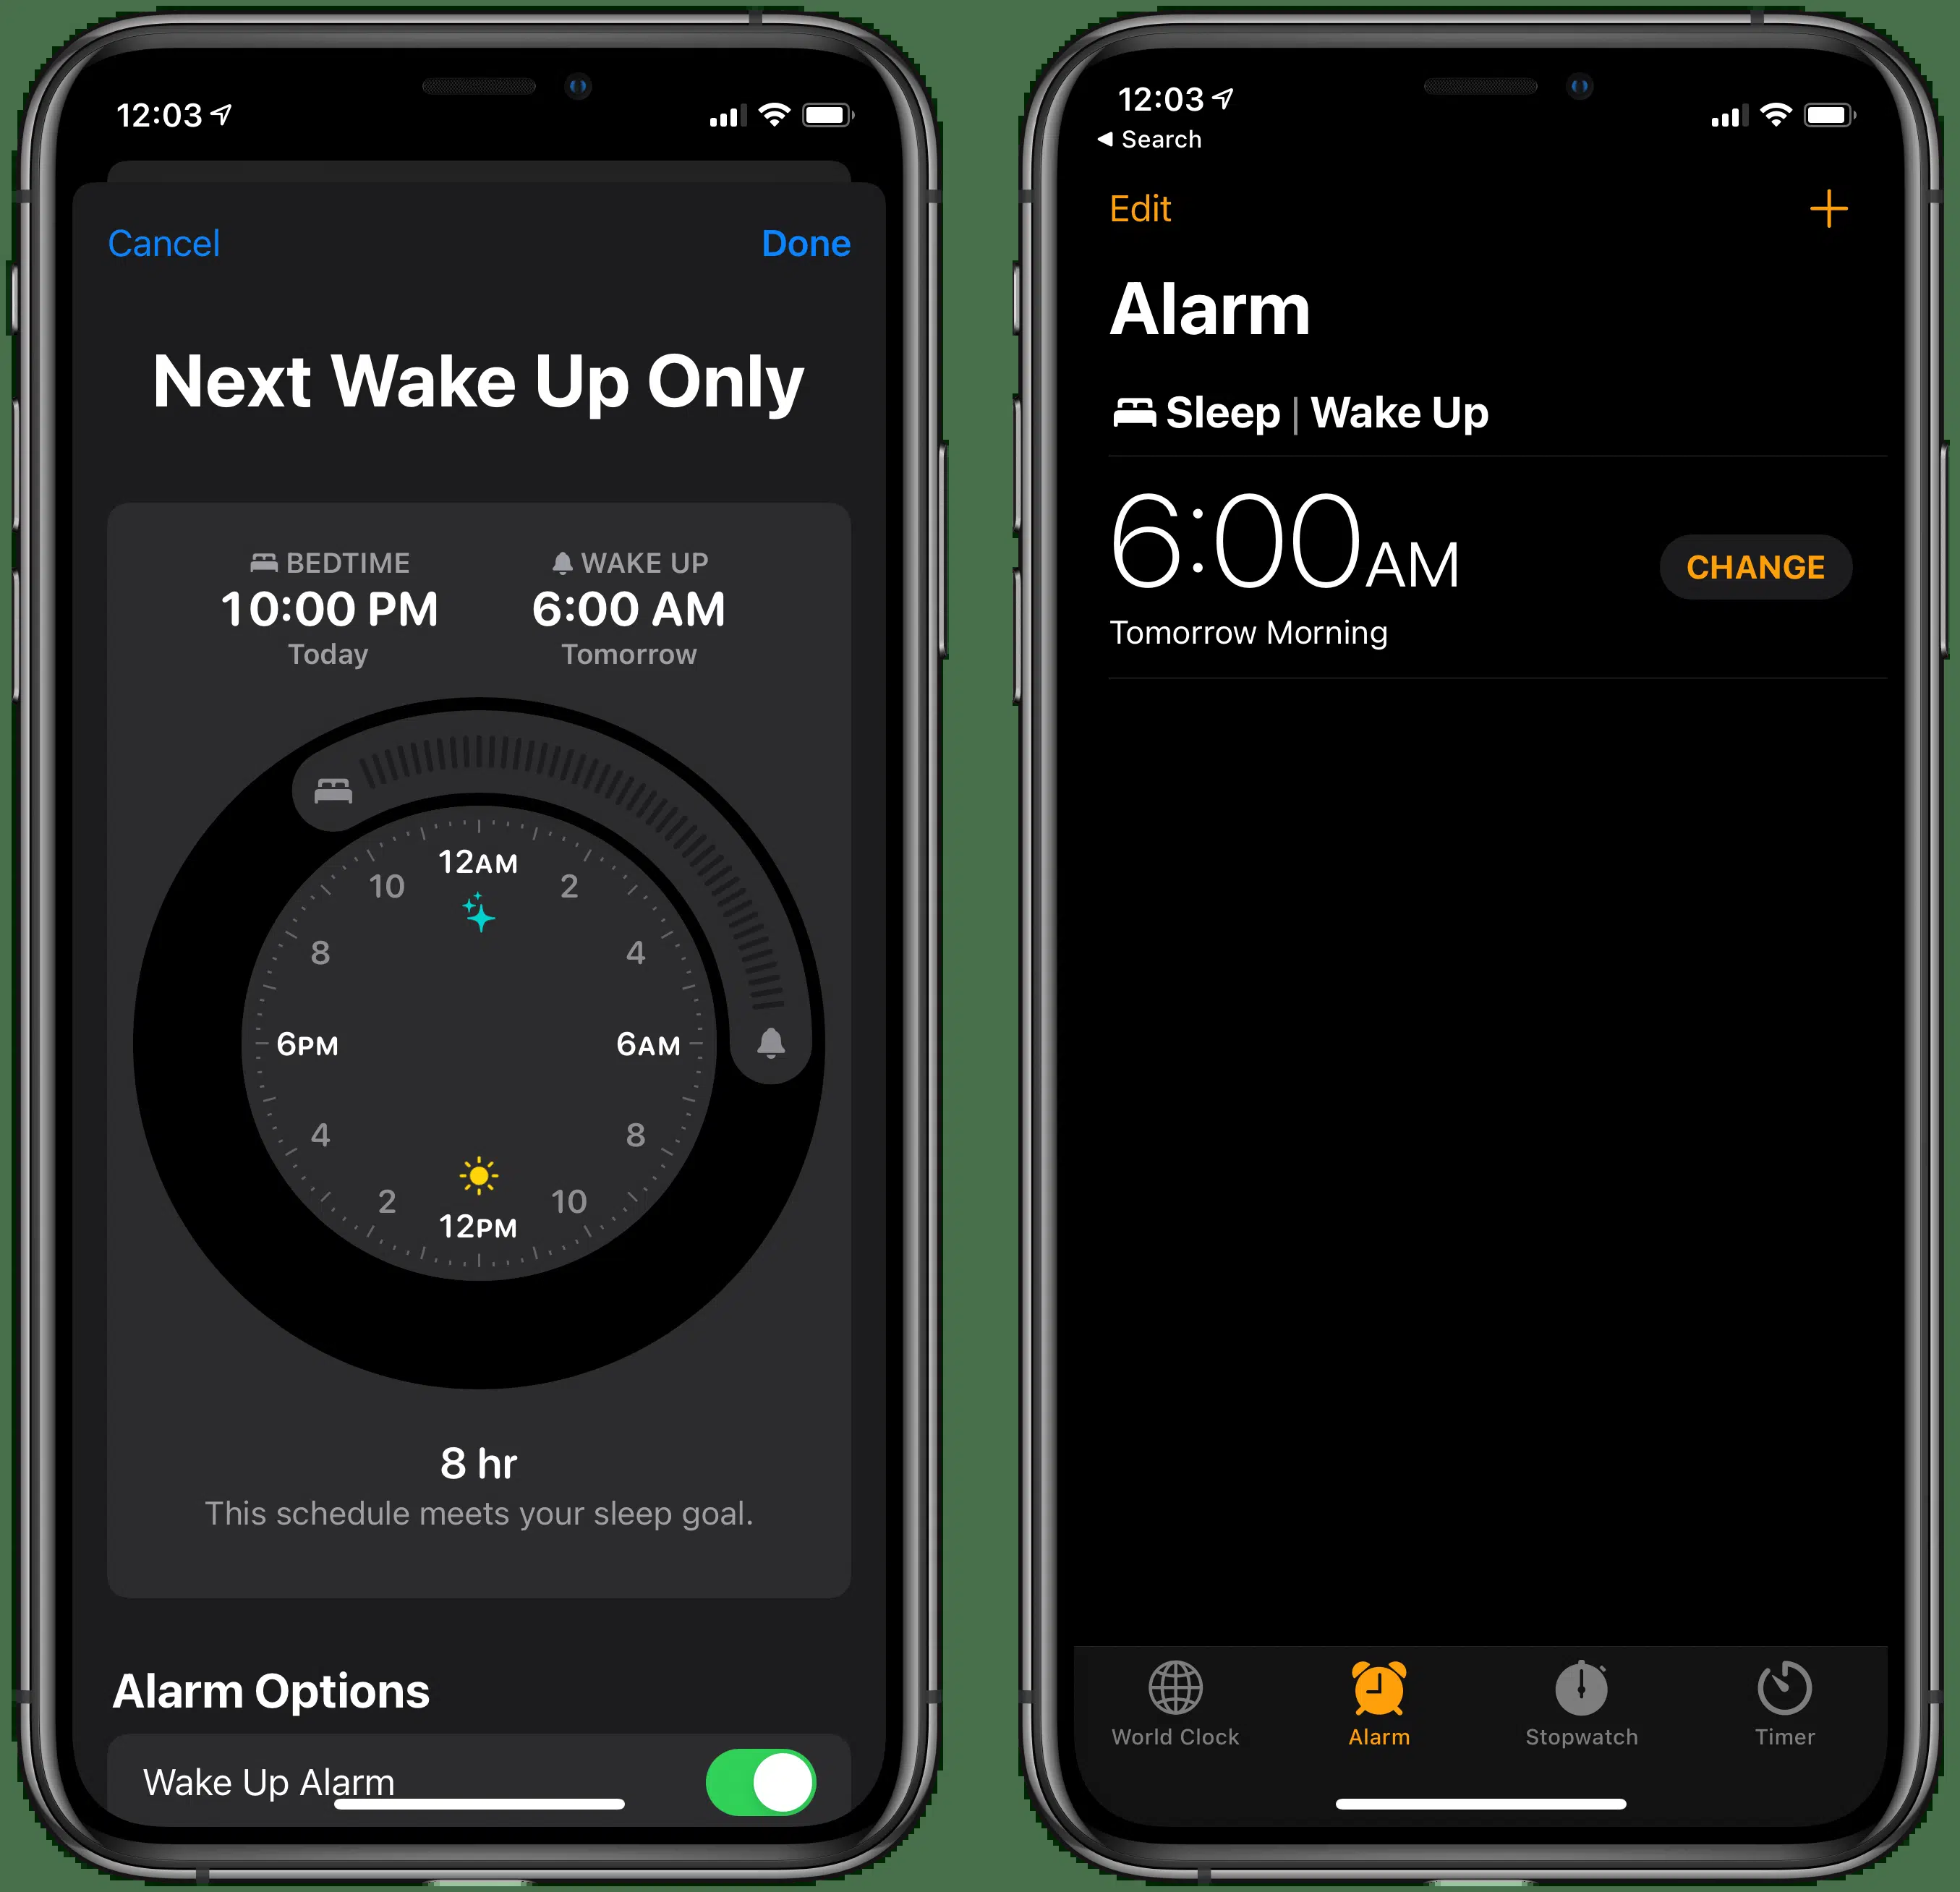 12:03
Cancel
Done
Next Wake Up Only
BEDTIME
10:00 PM
Today
WAKE UP
6:00 AM
Tomorrow
12AM
2
4
6AM
8
10
12PM
2
4
6PM
8
10
8 hr
This schedule meets your sleep goal.
Alarm Options
Wake Up Alarm
12:03
Search
Edit
Alarm
Sleep | Wake Up
6:00AM
CHANGE
Tomorrow Morning
World Clock
Alarm
Stopwatch
Timer